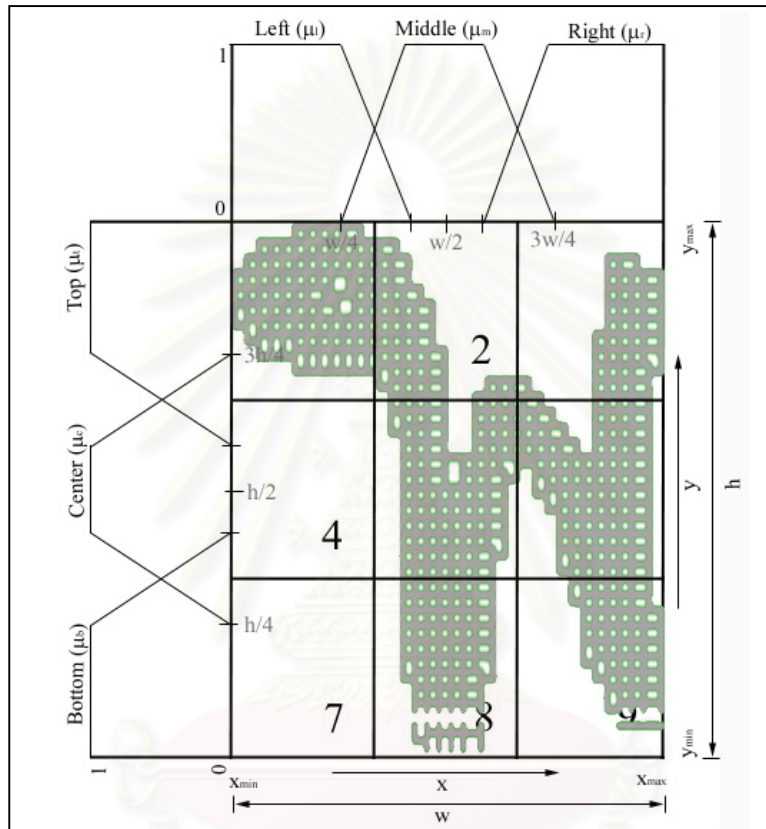 Left (μl) Middle (μm) Right (μr)
1
0
w/4 w/2 3w/4
Top (μt)
ymax
2
3h/4
Center (μc)
h/2
y
h
4
h/4
Bottom (μb)
7 8 9
ymin
1 0
xmin x xmax
w